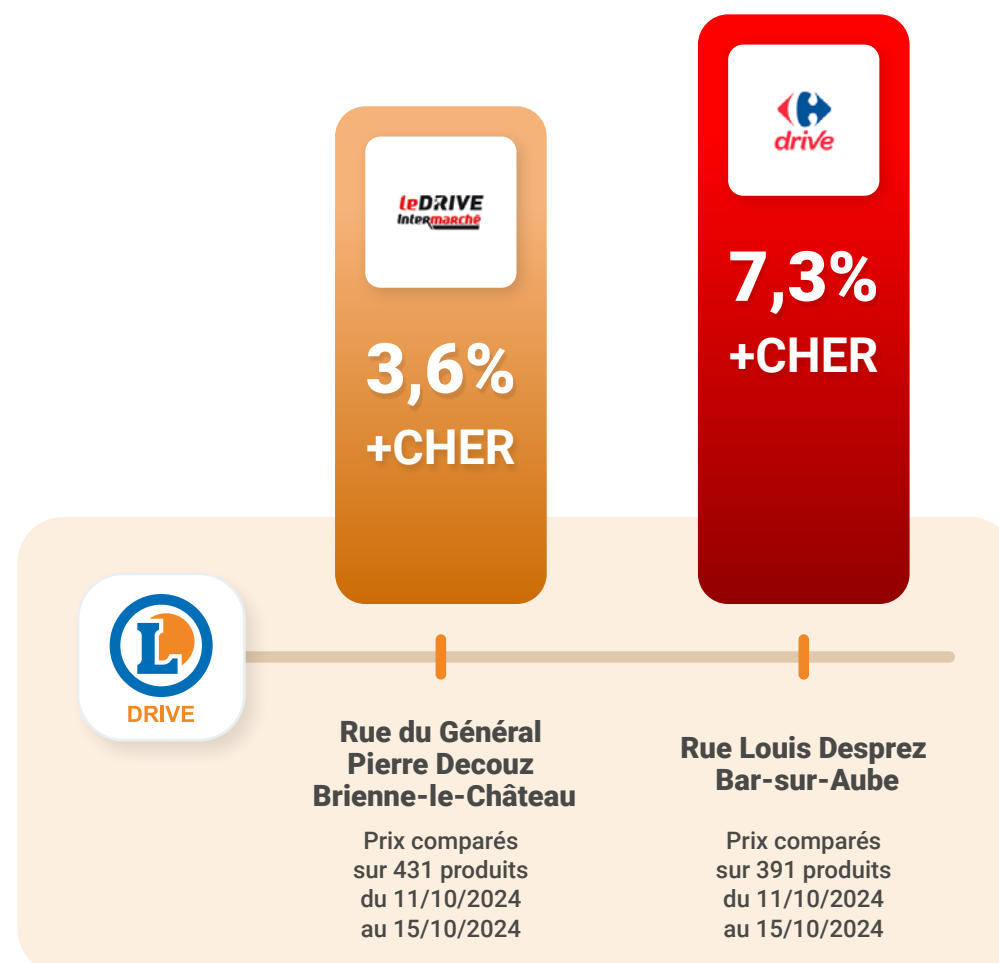 leDRIVE
Intermarché
3,6%
+CHER
drive
7,3%
+CHER
L
DRIVE
Rue du Général
Pierre Decouz
Brienne-le-Château
Prix comparés
sur 431 produits
du 11/10/2024
au 15/10/2024
Rue Louis Desprez
Bar-sur-Aube
Prix comparés
sur 391 produits
du 11/10/2024
au 15/10/2024